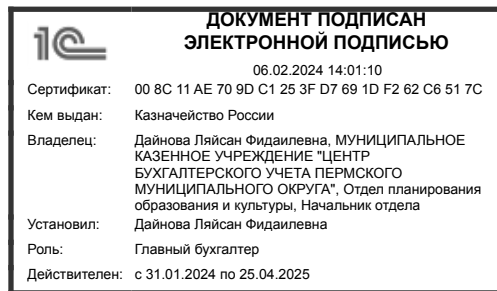 1С
ДОКУМЕНТ ПОДПИСАН
ЭЛЕКТРОННОЙ ПОДПИСЬЮ
06.02.2024 14:01:10
Сертификат: 00 8C 11 AE 70 9D C1 25 3F D7 69 1D F2 62 C6 51 7C
Кем выдан: Казначейство России
Владелец: Дайнова Ляйсан Фидаилевна, МУНИЦИПАЛЬНОЕ
КАЗЕННОЕ УЧРЕЖДЕНИЕ "ЦЕНТР
БУХГАЛТЕРСКОГО УЧЕТА ПЕРМСКОГО
МУНИЦИПАЛЬНОГО ОКРУГА", Отдел планирования
образования и культуры, Начальник отдела
Установил: Дайнова Ляйсан Фидаилевна
Роль: Главный бухгалтер
Действителен: с 31.01.2024 по 25.04.2025